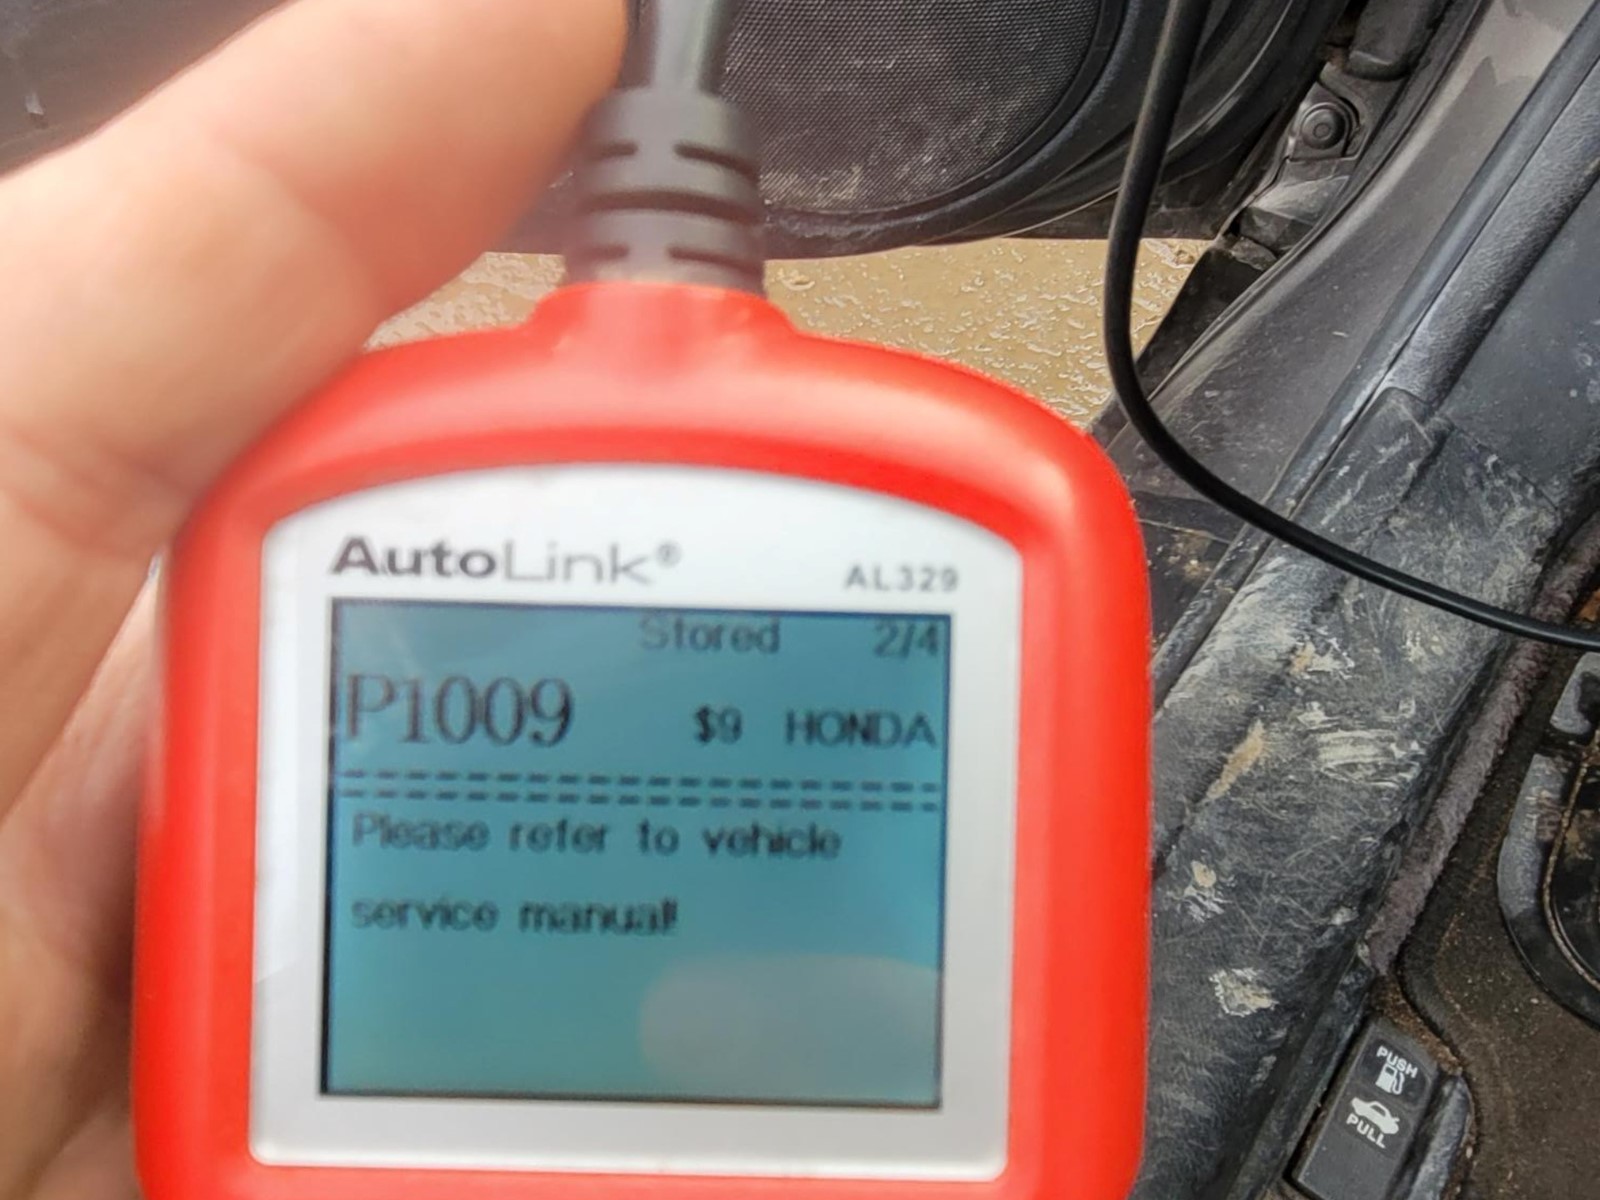 AutoLink®
AL329
Stored 2/4
P1009 $9 HONDA
Please refer to vehicle
service manual!
PUSH
PULL